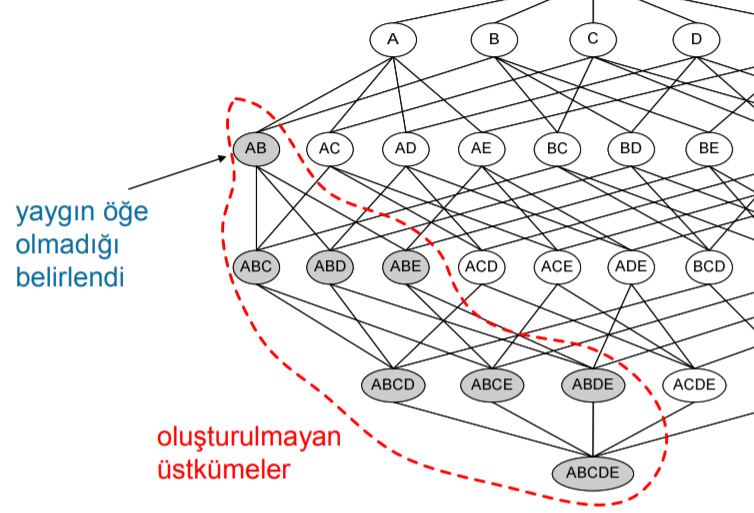 A B C D
AB AC AD AE BC BD BE
yaygın öğe
olmadığı
belirlendi
ABC ABD ABE ACD ACE ADE BCD
ABCD ABCE ABDE ACDE
oluşturulmayan
üstkümeler
ABCDE